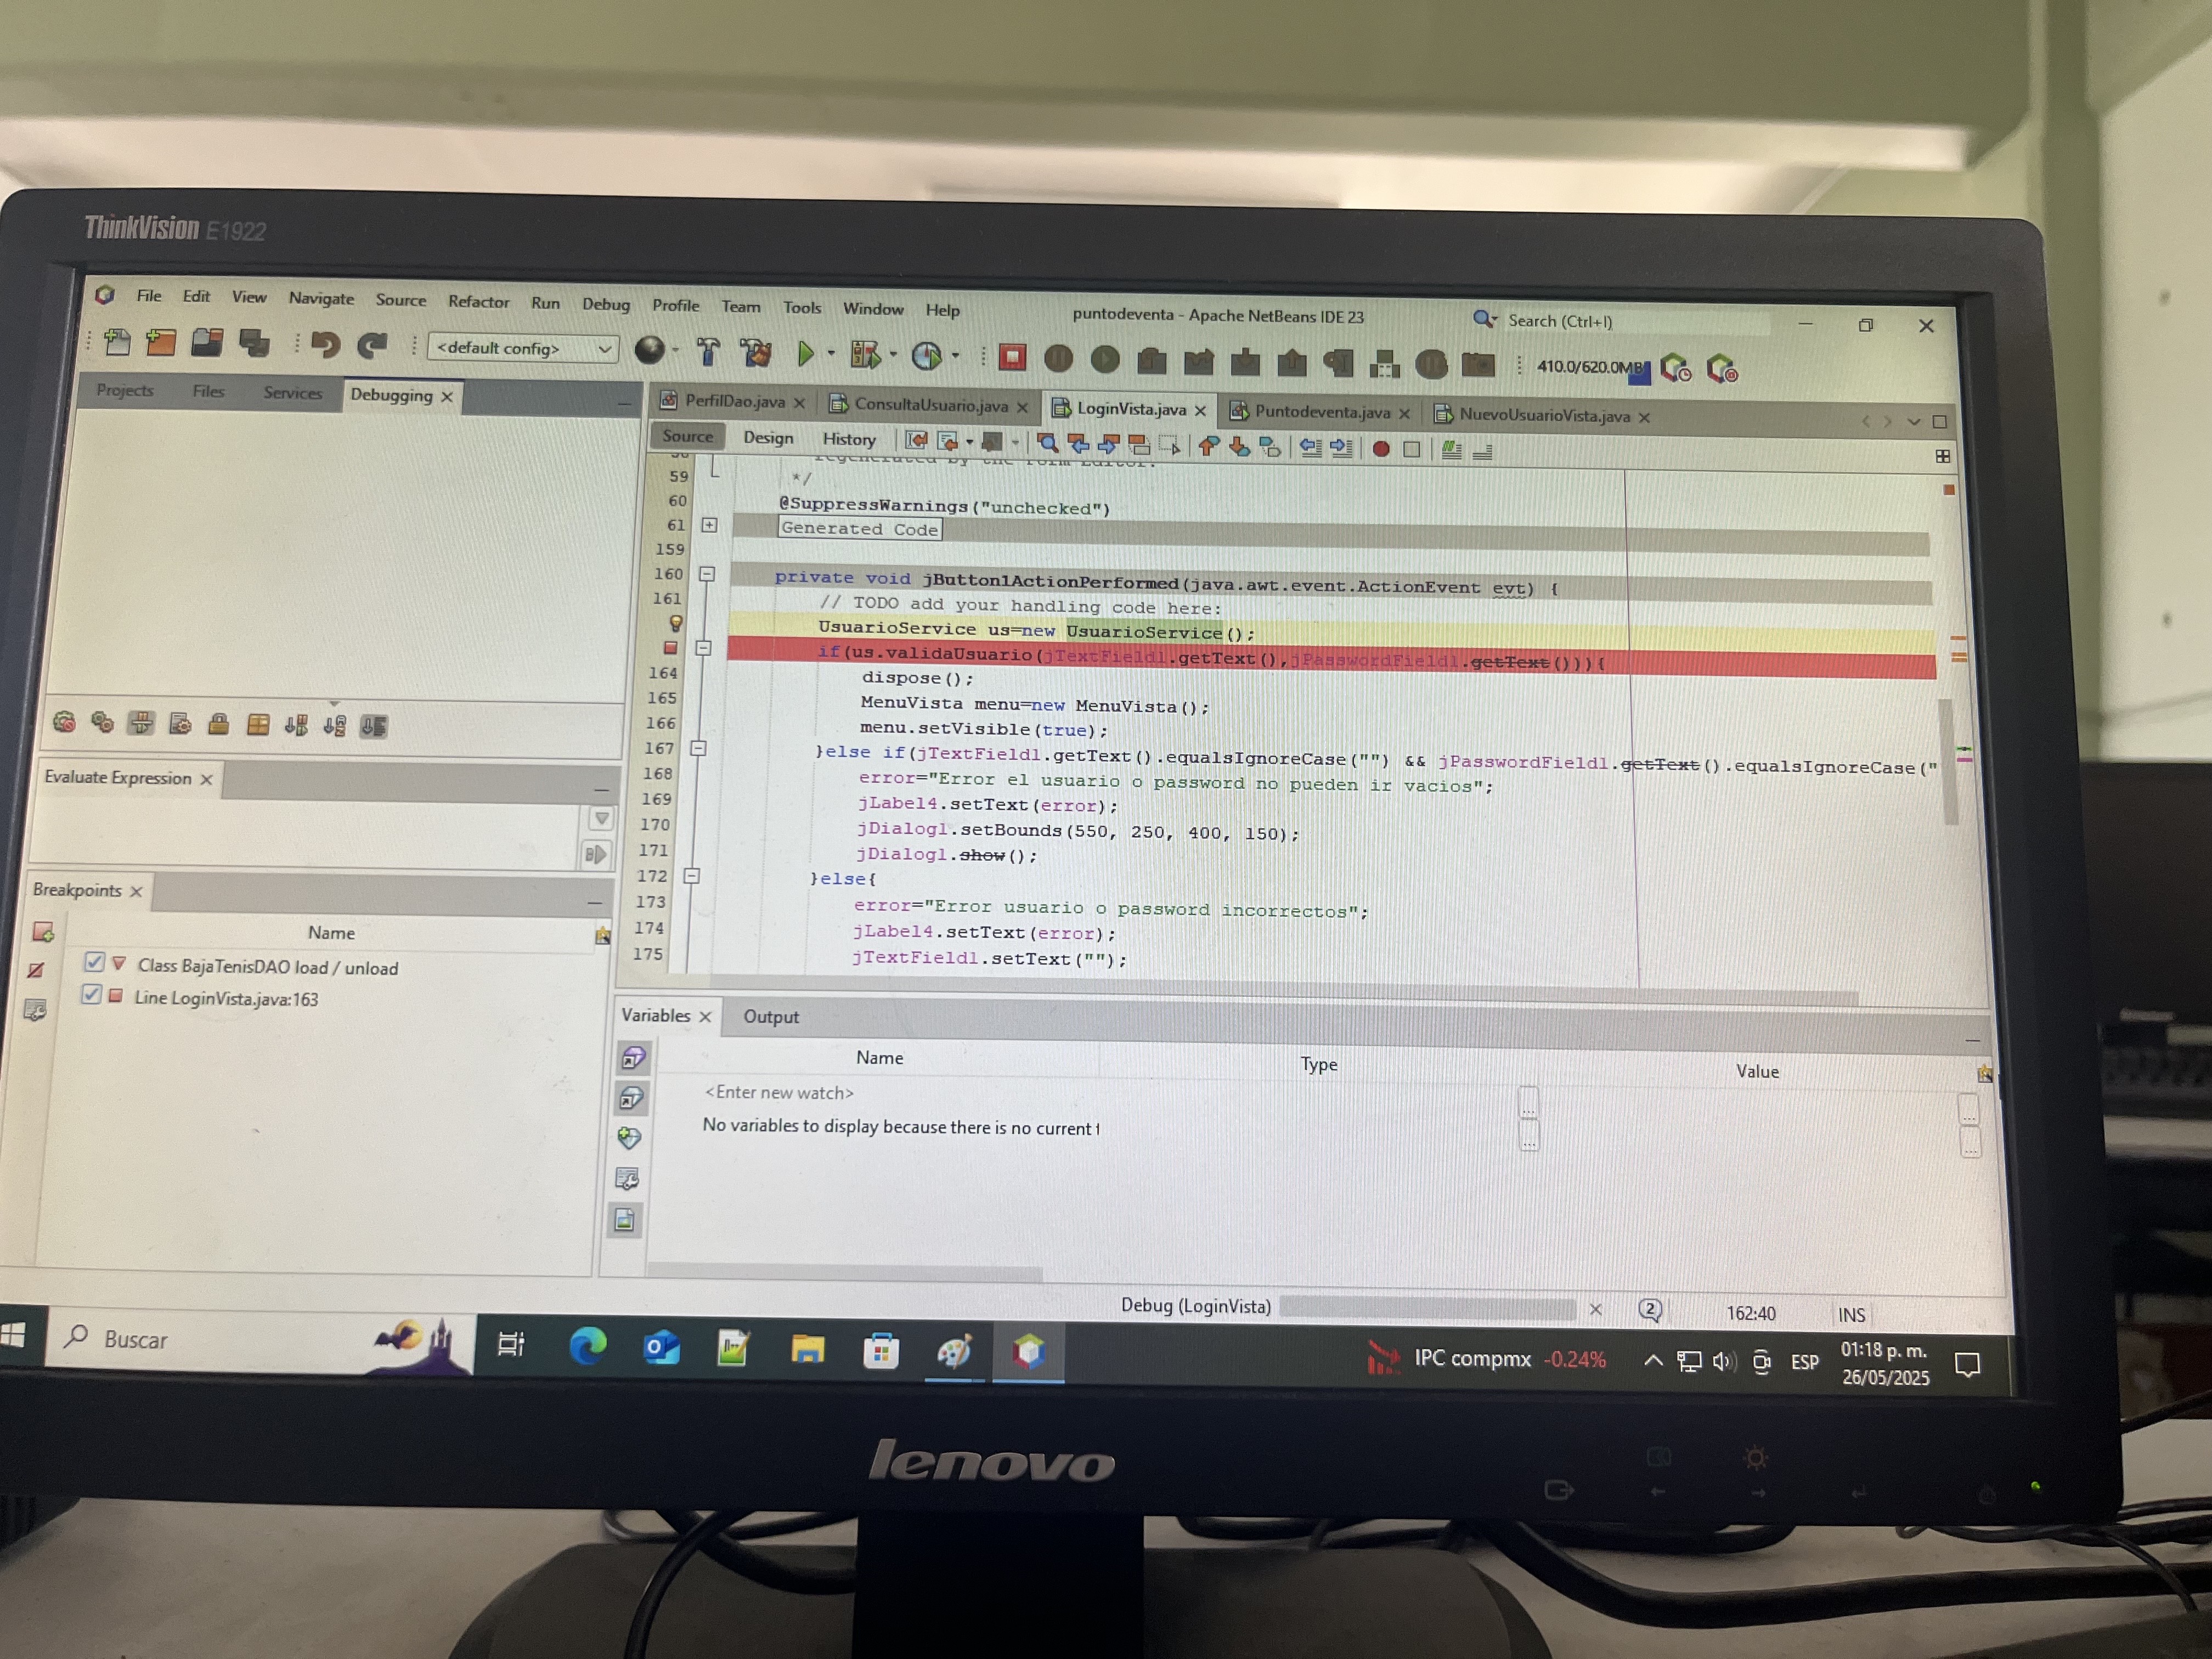 ThinkVision E1922
File Edit View Navigate Source Refactor Run Debug Profile Team Tools Window Help
puntodeventa - Apache NetBeans IDE 23
Search (Ctrl+I)
<default config>
410.0/620.0MB
Projects Files Services Debugging
PerfilDao.java ConsultaUsuario.java LoginVista.java Puntodeventa.java NuevoUsuarioVista.java
Source Design History
regenerated by the Form Editor.
59 */
60 @SuppressWarnings("unchecked")
61 Generated Code
159
160 private void jButton1ActionPerformed(java.awt.event.ActionEvent evt) {
161 // TODO add your handling code here:
UsuarioService us=new UsuarioService();
if(us.validaUsuario(jTextField1.getText(),jPasswordField1.getText())){
164 dispose();
165 MenuVista menu=new MenuVista();
166 menu.setVisible(true);
167 }else if(jTextField1.getText().equalsIgnoreCase("") && jPasswordField1.getText().equalsIgnoreCase("
168 error="Error el usuario o password no pueden ir vacios";
169 jLabel4.setText(error);
170 jDialog1.setBounds(550, 250, 400, 150);
171 jDialog1.show();
172 }else{
173 error="Error usuario o password incorrectos";
174 jLabel4.setText(error);
175 jTextField1.setText("");
Evaluate Expression
Breakpoints
Name
Class BajaTenisDAO load / unload
Line LoginVista.java:163
Variables Output
Name Type Value
<Enter new watch>
No variables to display because there is no current t
Debug (LoginVista)
2
162:40 INS
Buscar
IPC compmx -0.24%
ESP
01:18 p. m.
26/05/2025
lenovo